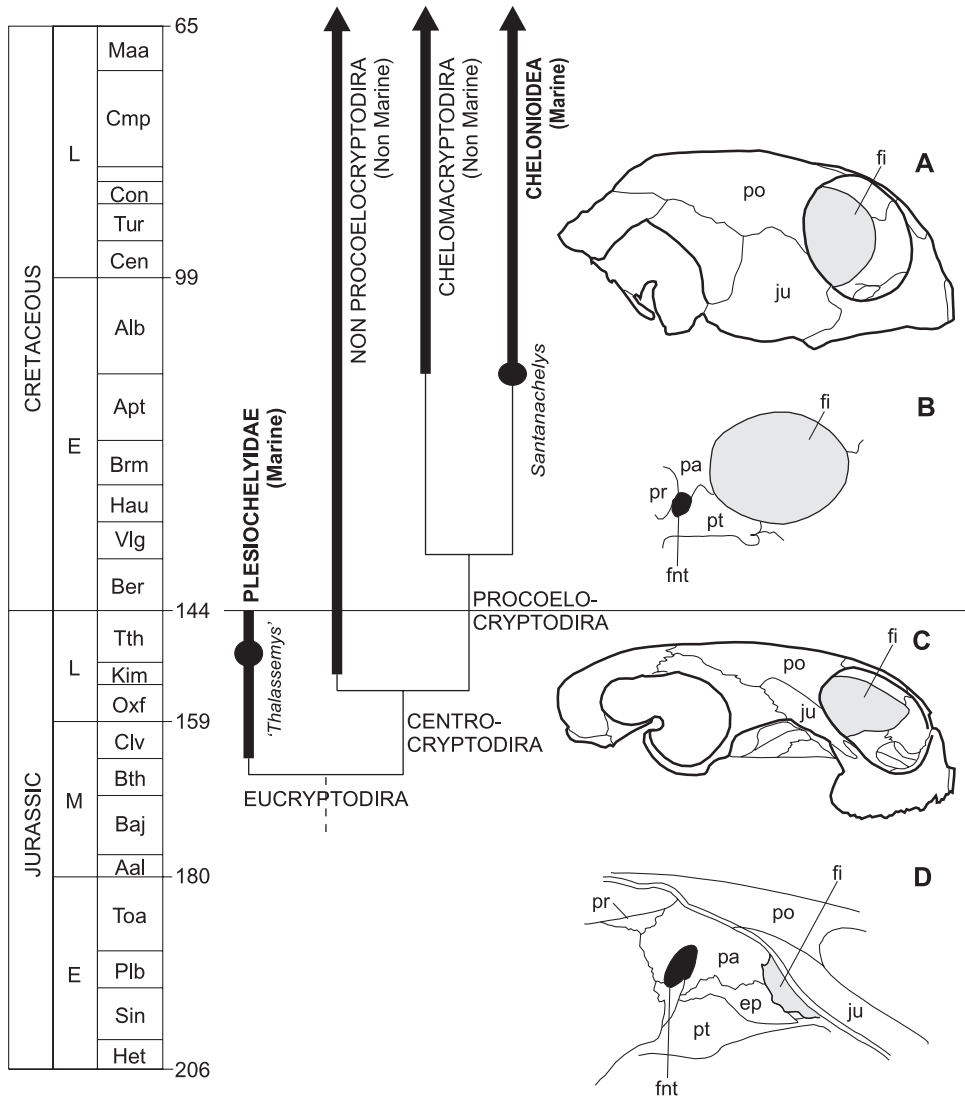 65
Maa
Cmp
L
Con
Tur
Cen
99
CRETACEOUS
Alb
Apt
E
Brm
Hau
Vlg
Ber
144
Tth
L
Kim
Oxf
159
Clv
Bth
M
Baj
Aal
180
JURASSIC
Toa
Plb
E
Sin
Het
206
PLESIOCHELYIDAE
(Marine)
'Thalassemys'
NON PROCOELOCRYPTODIRA
(Non Marine)
CHELOMACRYPTODIRA
(Non Marine)
CHELONIOIDEA
(Marine)
Santanachelys
PROCOELO-
CRYPTODIRA
CENTRO-
CRYPTODIRA
EUCRYPTODIRA
A
fi
po
ju
B
fi
pa
pr
pt
fnt
C
fi
po
ju
D
fi
pr
po
pa
ep
ju
pt
fnt